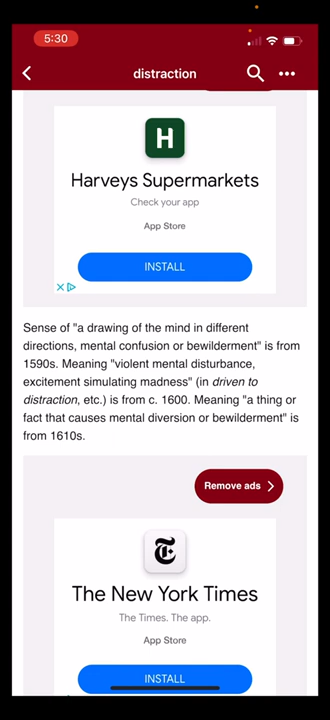 5:30
distraction
H
Harveys Supermarkets
Check your app
App Store
INSTALL
Sense of "a drawing of the mind in different
directions, mental confusion or bewilderment" is from
1590s. Meaning "violent mental disturbance,
excitement simulating madness" (in driven to
distraction, etc.) is from c. 1600. Meaning "a thing or
fact that causes mental diversion or bewilderment" is
from 1610s.
Remove ads
T
The New York Times
The Times. The app.
App Store
INSTALL